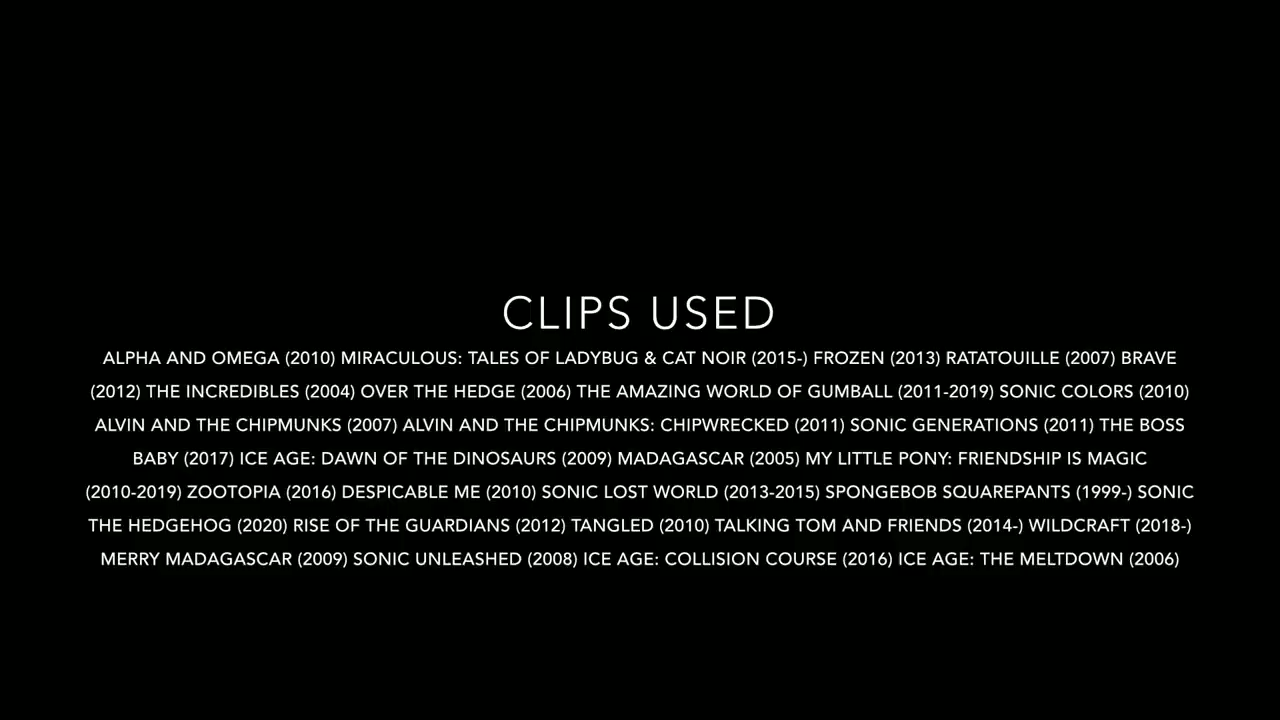 CLIPS USED
ALPHA AND OMEGA (2010) MIRACULOUS: TALES OF LADYBUG & CAT NOIR (2015-) FROZEN (2013) RATATOUILLE (2007) BRAVE
(2012) THE INCREDIBLES (2004) OVER THE HEDGE (2006) THE AMAZING WORLD OF GUMBALL (2011-2019) SONIC COLORS (2010)
ALVIN AND THE CHIPMUNKS (2007) ALVIN AND THE CHIPMUNKS: CHIPWRECKED (2011) SONIC GENERATIONS (2011) THE BOSS
BABY (2017) ICE AGE: DAWN OF THE DINOSAURS (2009) MADAGASCAR (2005) MY LITTLE PONY: FRIENDSHIP IS MAGIC
(2010-2019) ZOOTOPIA (2016) DESPICABLE ME (2010) SONIC LOST WORLD (2013-2015) SPONGEBOB SQUAREPANTS (1999-) SONIC
THE HEDGEHOG (2020) RISE OF THE GUARDIANS (2012) TANGLED (2010) TALKING TOM AND FRIENDS (2014-) WILDCRAFT (2018-)
MERRY MADAGASCAR (2009) SONIC UNLEASHED (2008) ICE AGE: COLLISION COURSE (2016) ICE AGE: THE MELTDOWN (2006)